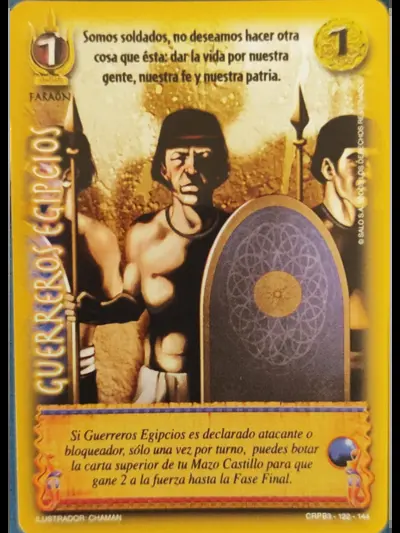 1
FARAÓN
Somos soldados, no deseamos hacer otra
cosa que ésta: dar la vida por nuestra
gente, nuestra fe y nuestra patria.
1
GUERREROS EGIPCIOS
Si Guerreros Egipcios es declarado atacante o
bloqueador, sólo una vez por turno, puedes botar
la carta superior de tu Mazo Castillo para que
gane 2 a la fuerza hasta la Fase Final.
ILUSTRADOR: CHAMAN